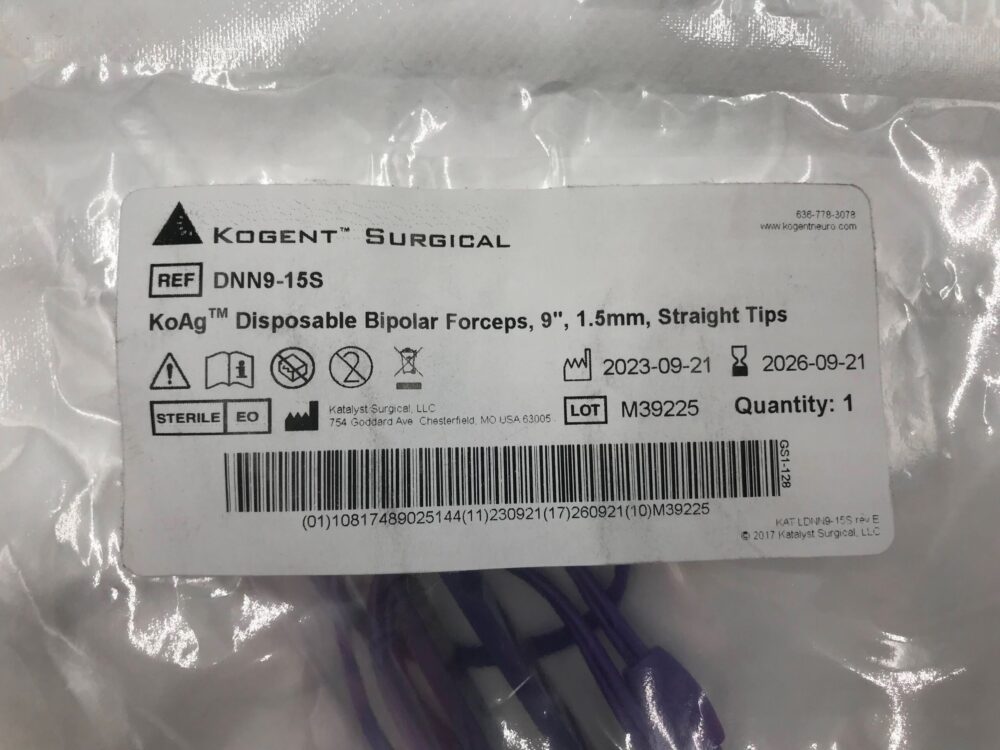 636-778-3078
www.kogentneuro.com
KOGENT™ SURGICAL
REF DNN9-15S
KoAg™ Disposable Bipolar Forceps, 9", 1.5mm, Straight Tips
2023-09-21 2026-09-21
STERILE EO
Katalyst Surgical, LLC
754 Goddard Ave Chesterfield, MO USA 63005
LOT M39225 Quantity: 1
GS1-128
(01)10817489025144(11)230921(17)260921(10)M39225
KAT LDNN9-15S rev E
© 2017 Katalyst Surgical, LLC